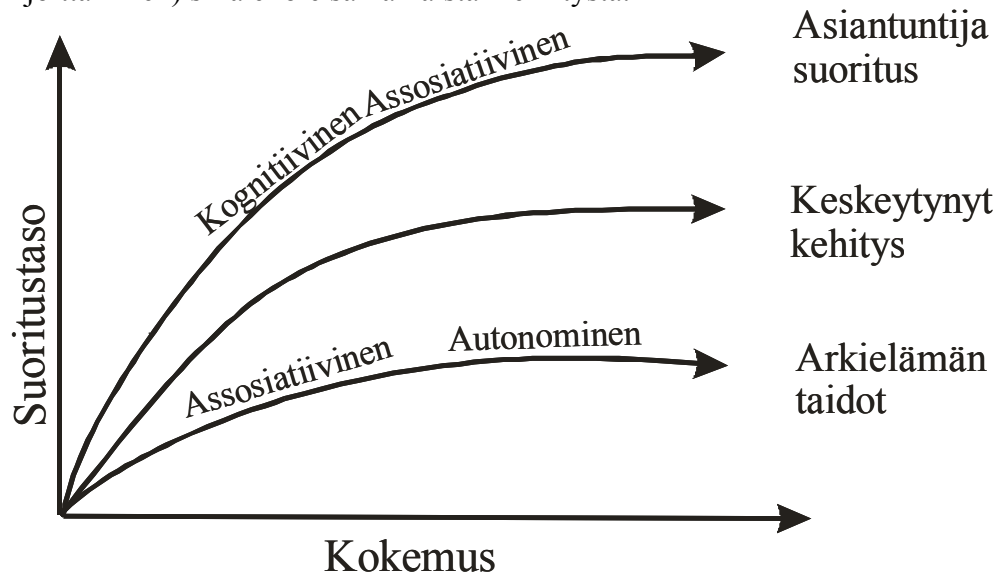 Asiantuntija
suoritus
Kognitiivinen Assosiatiivinen
Keskeytynyt
kehitys
Suoritustaso
Autonominen
Assosiatiivinen
Arkielämän
taidot
Kokemus